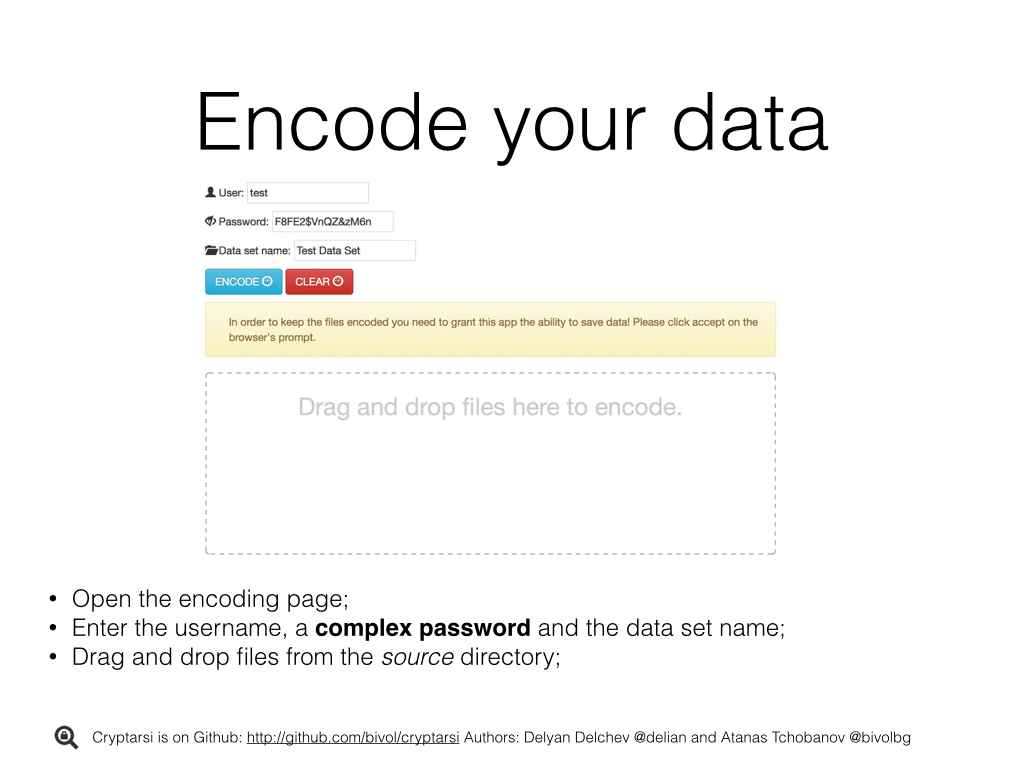 Encode your data
User: test
Password: F8FE2$VnQZ&zM6n
Data set name: Test Data Set
ENCODE CLEAR
In order to keep the files encoded you need to grant this app the ability to save data! Please click accept on the
browser's prompt.
Drag and drop files here to encode.
• Open the encoding page;
• Enter the username, a complex password and the data set name;
• Drag and drop files from the source directory;
Cryptarsi is on Github: http://github.com/bivol/cryptarsi Authors: Delyan Delchev @delian and Atanas Tchobanov @bivolbg